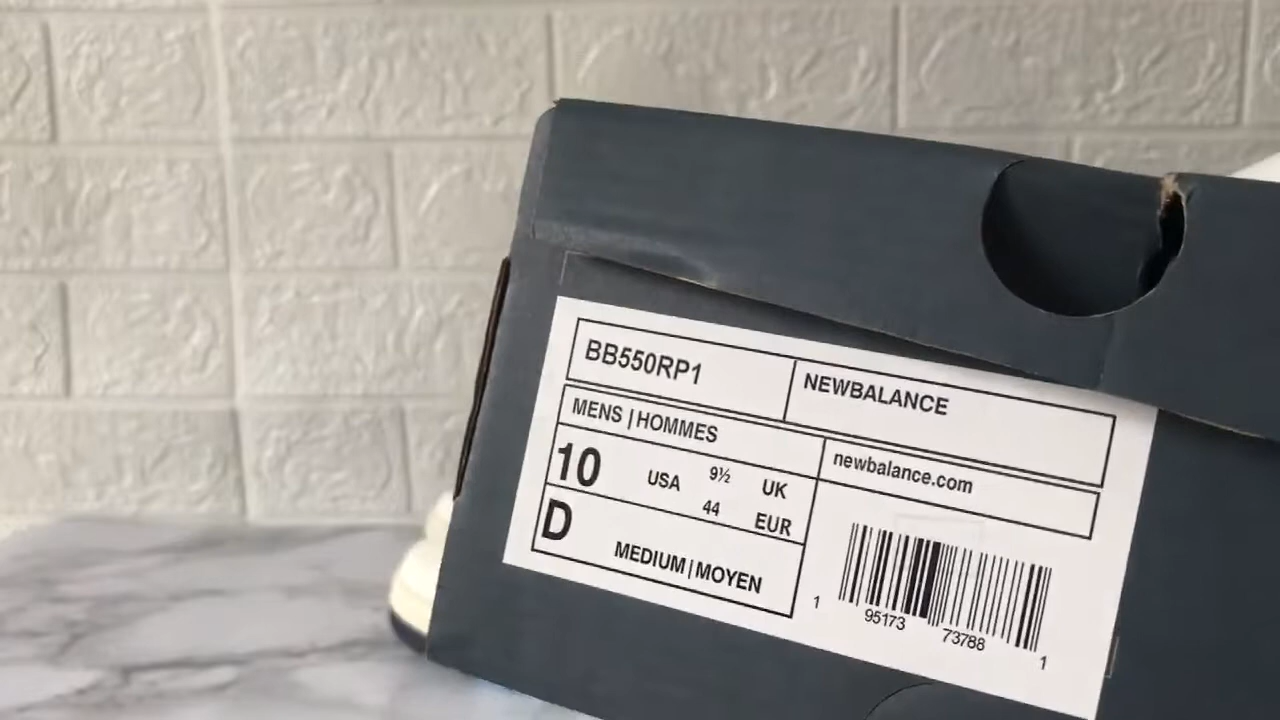 BB550RP1
NEWBALANCE
MENS | HOMMES
newbalance.com
10 USA 9½ UK
44 EUR
D
MEDIUM | MOYEN
1 95173 73788 1